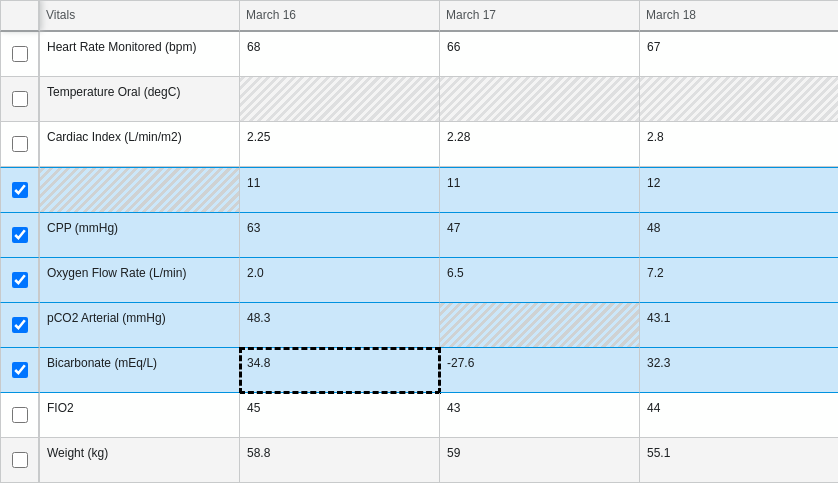 Vitals March 16 March 17 March 18
Heart Rate Monitored (bpm) 68 66 67
Temperature Oral (degC)
Cardiac Index (L/min/m2) 2.25 2.28 2.8
11 11 12
CPP (mmHg) 63 47 48
Oxygen Flow Rate (L/min) 2.0 6.5 7.2
pCO2 Arterial (mmHg) 48.3 43.1
Bicarbonate (mEq/L) 34.8 -27.6 32.3
FIO2 45 43 44
Weight (kg) 58.8 59 55.1